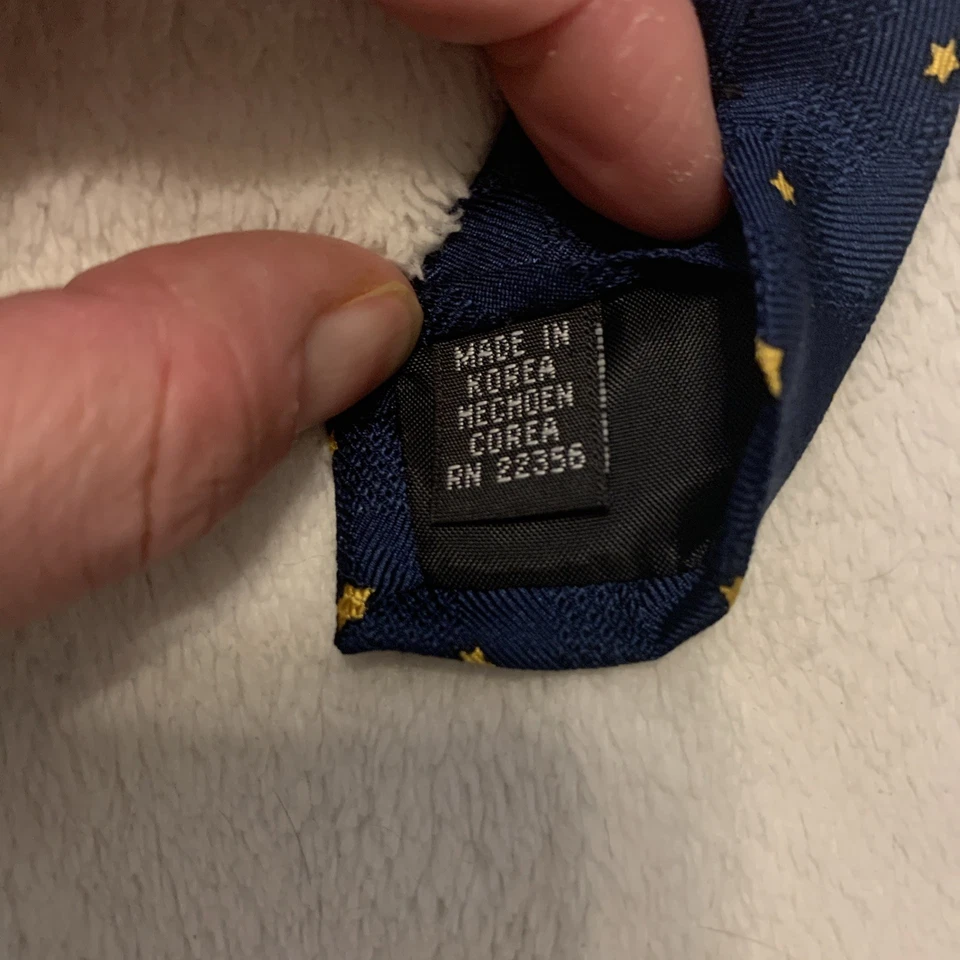 MADE IN
KOREA
HECHOEN
COREA
RN 22356